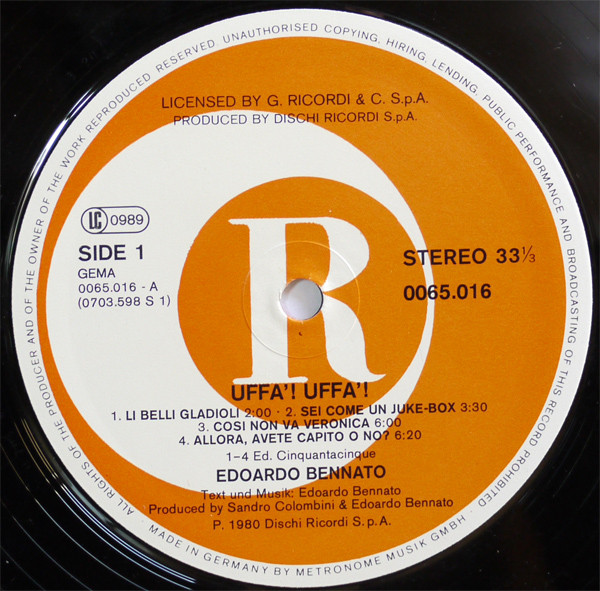 ALL RIGHTS OF THE PRODUCER AND OF THE OWNER OF THE WORK REPRODUCED RESERVED UNAUTHORISED COPYING, HIRING, LENDING, PUBLIC PERFORMANCE AND BROADCASTING OF THIS RECORD PROHIBITED
LICENSED BY G. RICORDI & C. S.p.A.
PRODUCED BY DISCHI RICORDI S.p.A.
LC 0989
SIDE 1
GEMA
0065.016 - A
(0703.598 S 1)
R
STEREO 33⅓
0065.016
UFFA'! UFFA'!
1. LI BELLI GLADIOLI 2:00 · 2. SEI COME UN JUKE-BOX 3:30
3. COSI NON VA VERONICA 6:00
4. ALLORA, AVETE CAPITO O NO? 6:20
1–4 Ed. Cinquantacinque
EDOARDO BENNATO
Text und Musik: Edoardo Bennato
Produced by Sandro Colombini & Edoardo Bennato
P. 1980 Dischi Ricordi S.p.A.
· MADE IN GERMANY BY METRONOME MUSIK GMBH ·